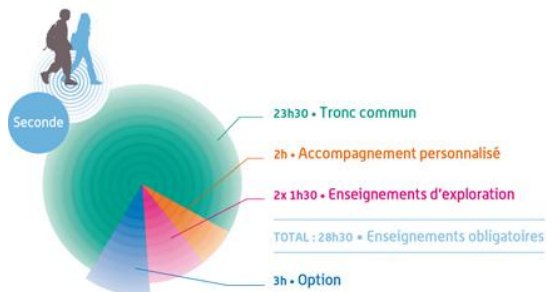 Seconde
23h30 • Tronc commun
2h • Accompagnement personnalisé
2x 1h30 • Enseignements d'exploration
TOTAL : 28h30 • Enseignements obligatoires
3h • Option